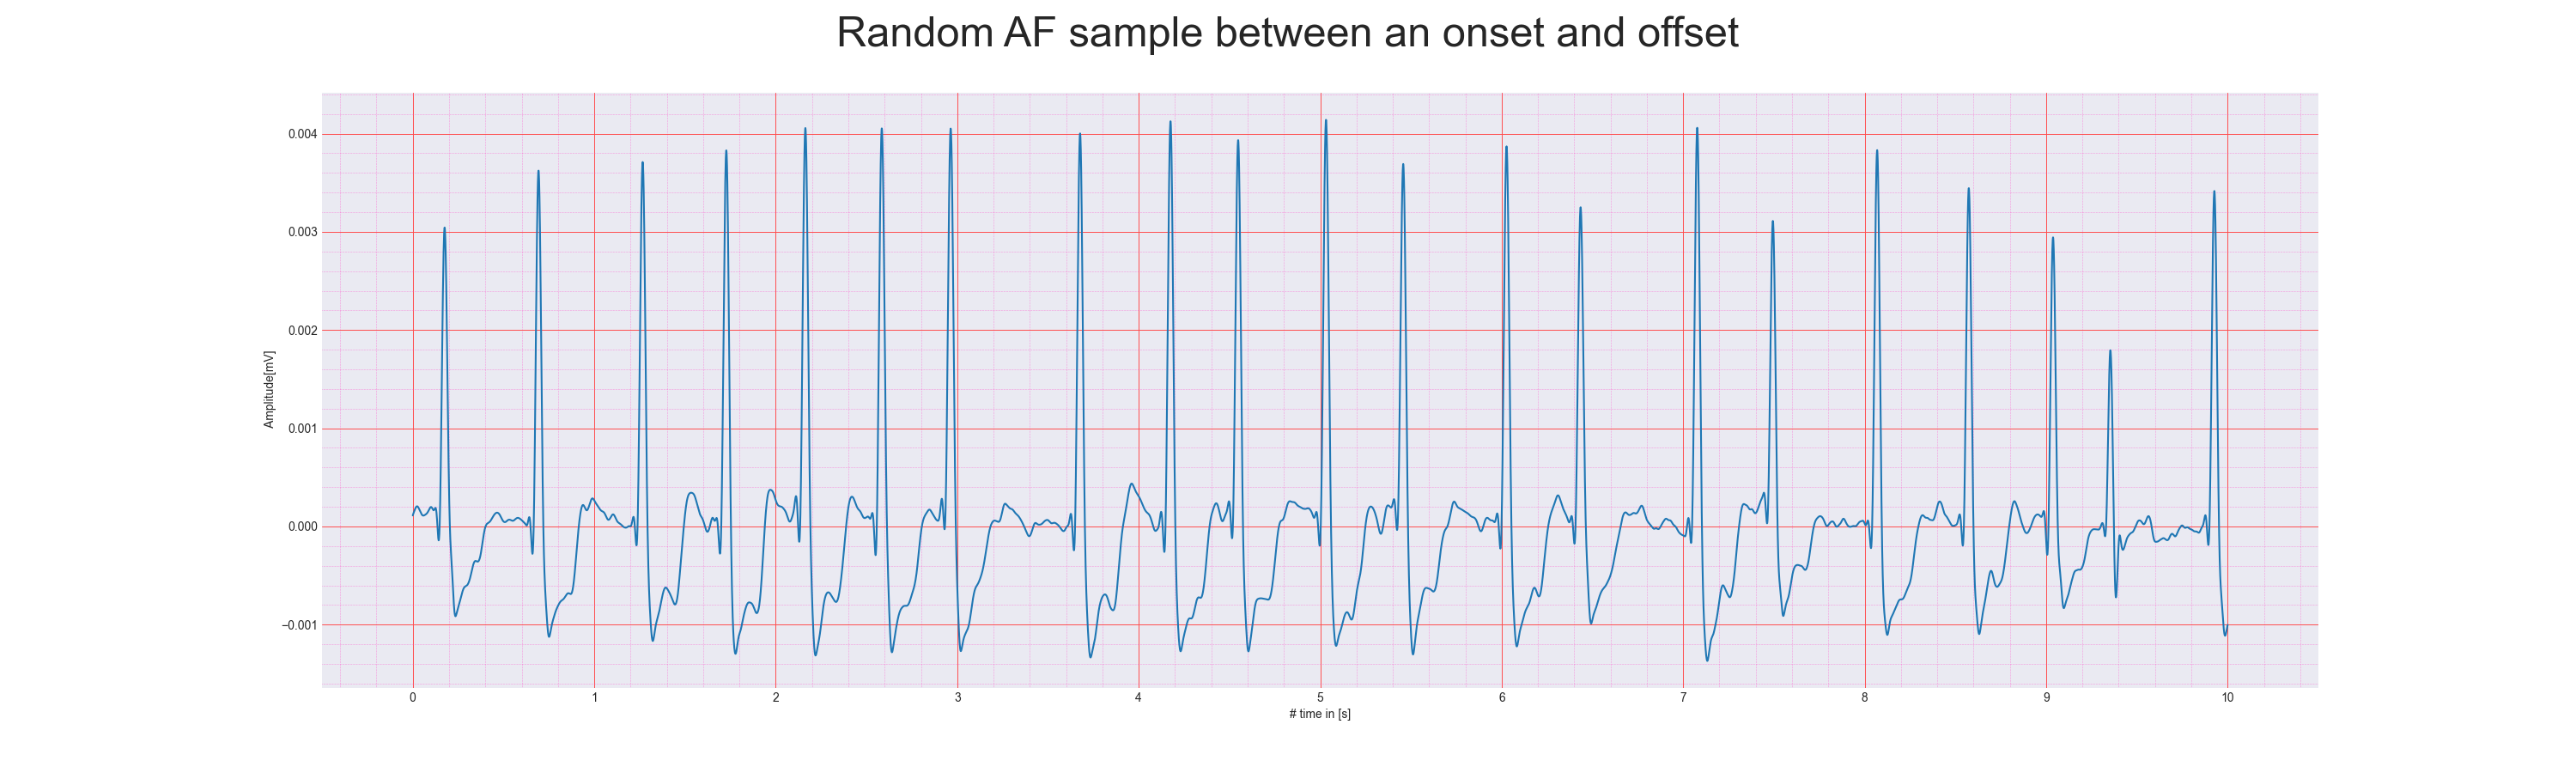 Random AF sample between an onset and offset
0.004
0.003
0.002
0.001
0.000
−0.001
Amplitude[mV]
0 1 2 3 4 5 6 7 8 9 10
# time in [s]